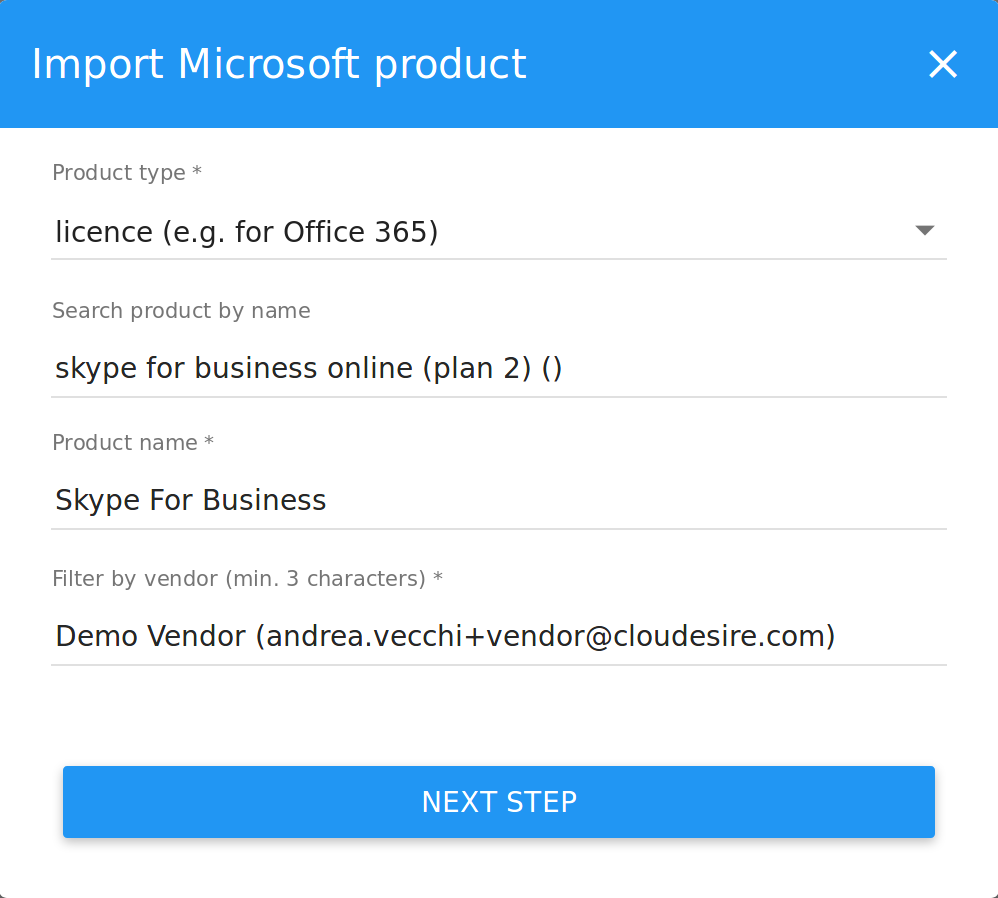 Import Microsoft product
Product type *
licence (e.g. for Office 365)
Search product by name
skype for business online (plan 2) ()
Product name *
Skype For Business
Filter by vendor (min. 3 characters) *
Demo Vendor (andrea.vecchi+vendor@cloudesire.com)
NEXT STEP